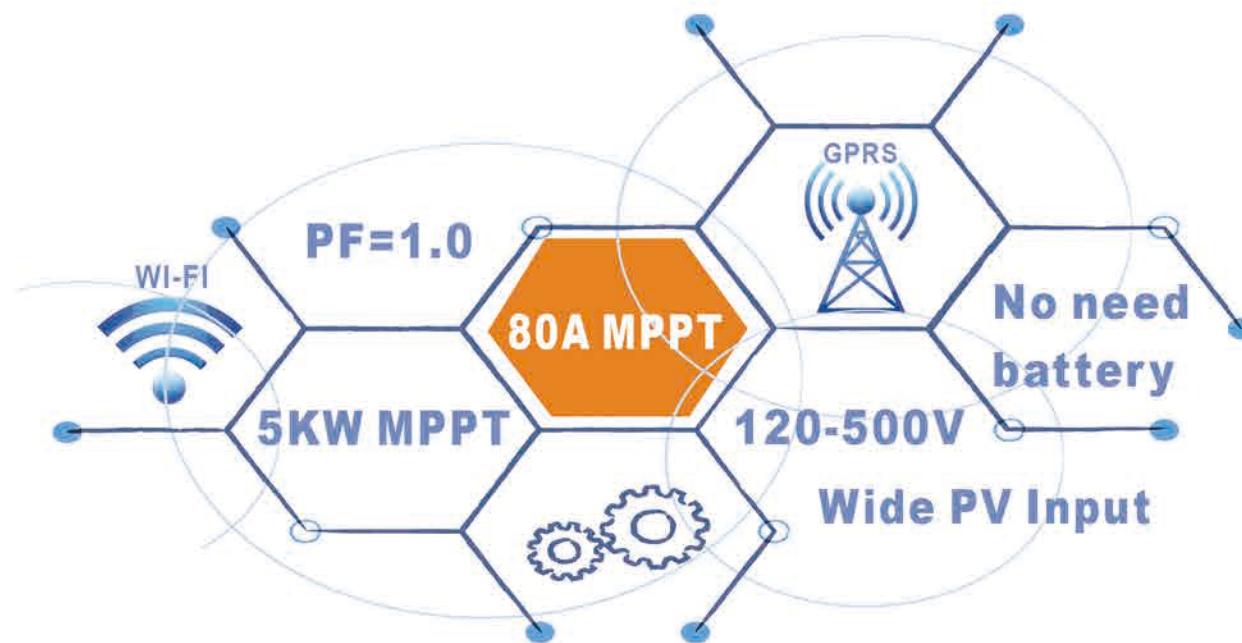 GPRS
PF=1.0
WI-FI
80A MPPT
No need
battery
5KW MPPT
120-500V
Wide PV Input